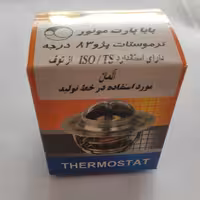 بابا پارت موتور
ترموستات پژو ۸۳ درجه
دارای استاندارد ISO / TS از توف
آلمان
مورد استفاده در خط تولید
THERMOSTAT